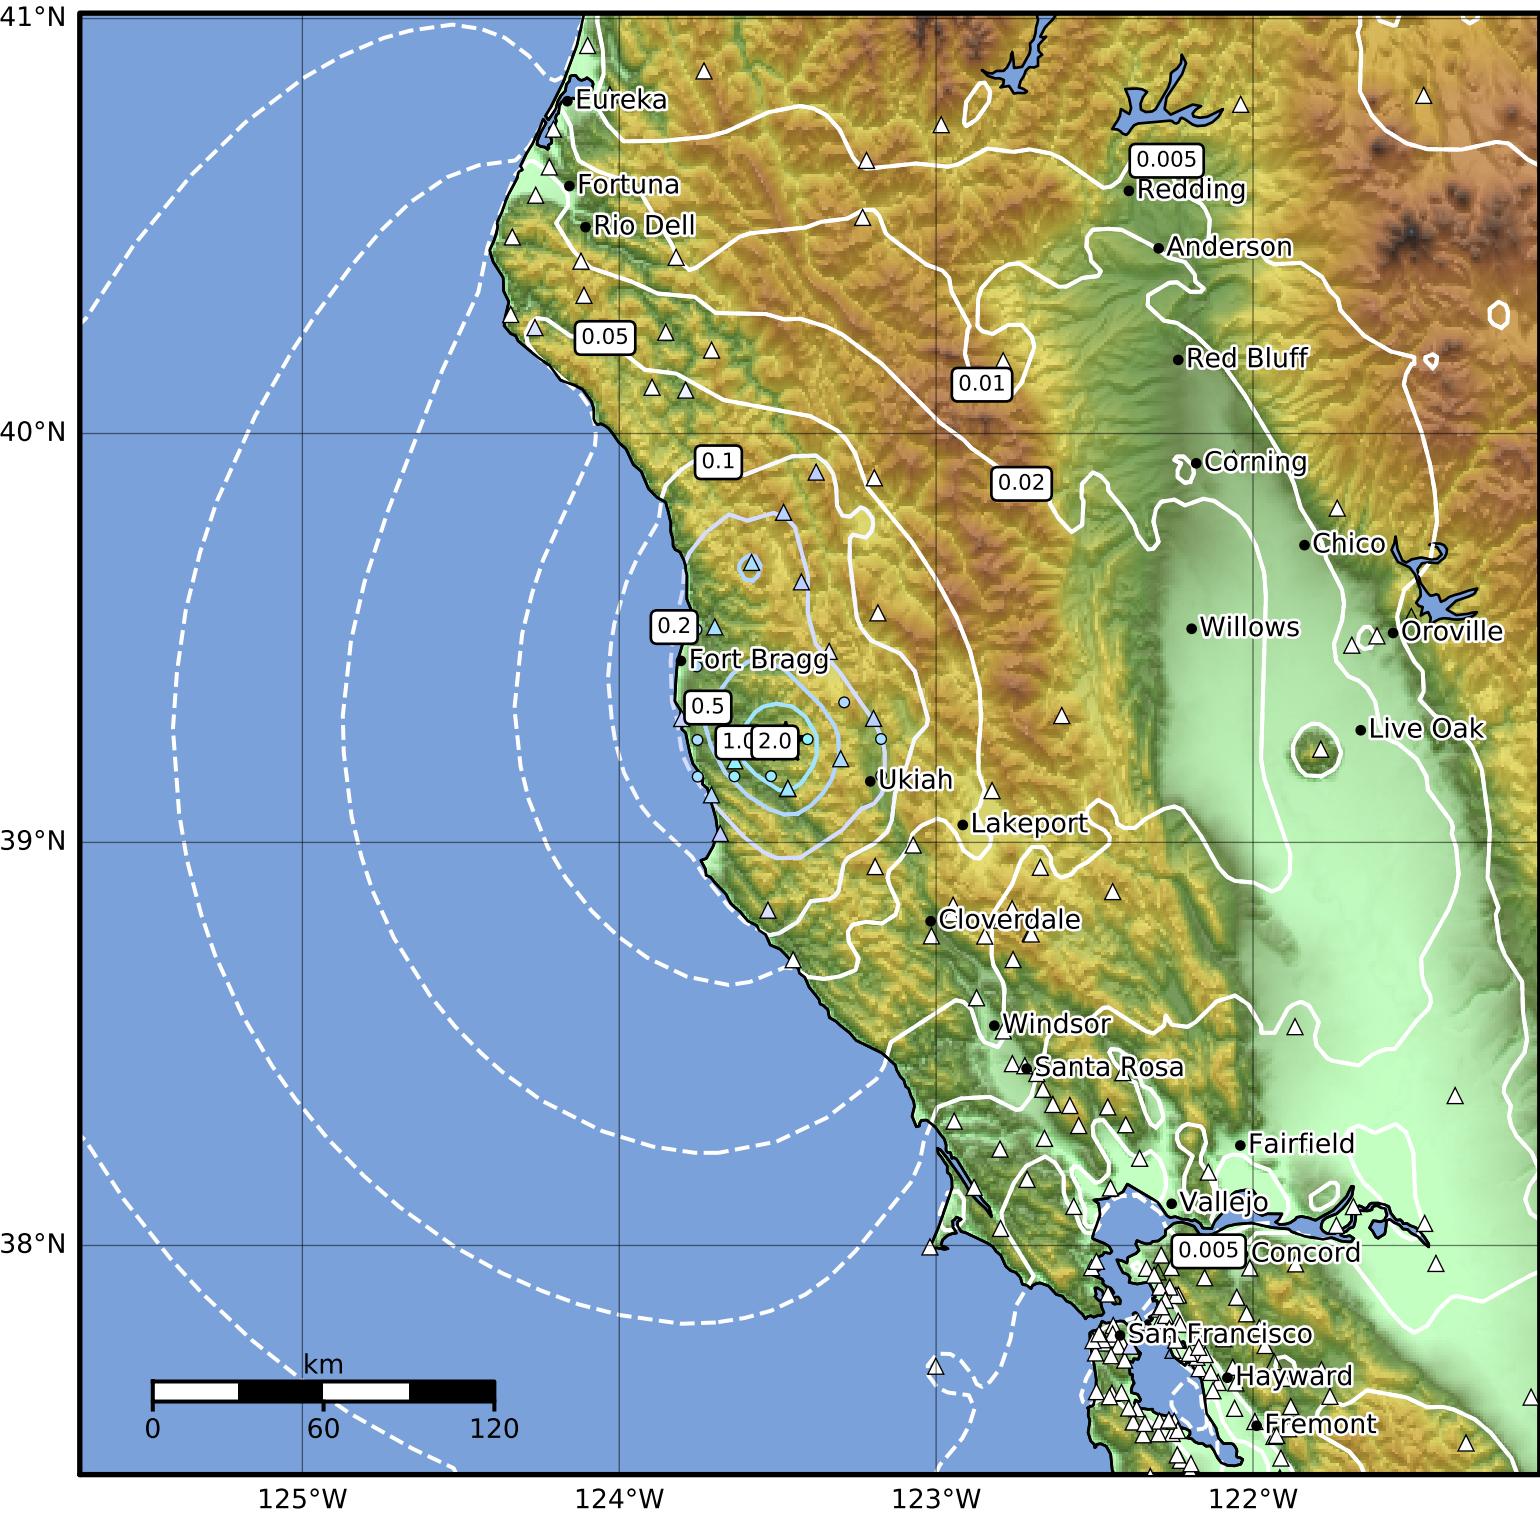 41°N
Eureka
0.005
Fortuna
Redding
Rio Dell
Anderson
0.05
Red Bluff
0.01
40°N
0.1
Corning
0.02
Chico
0.2
Willows
Oroville
Fort Bragg
0.5
Live Oak
1.0
2.0
Ukiah
Lakeport
39°N
Cloverdale
Windsor
Santa Rosa
Fairfield
Vallejo
38°N
0.005
Concord
San Francisco
km
Hayward
0
60
120
Fremont
125°W
124°W
123°W
122°W